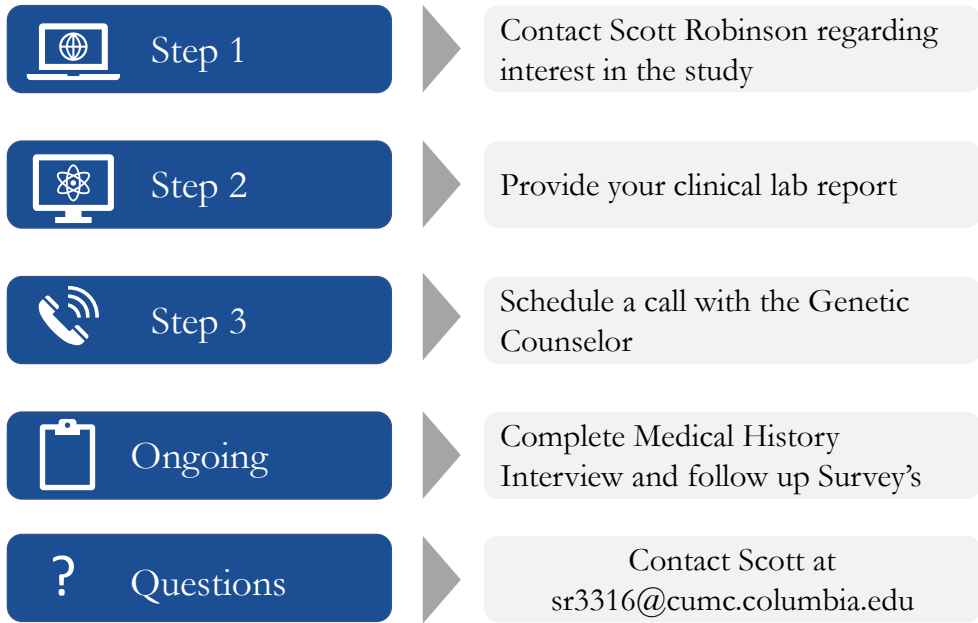 Step 1
Contact Scott Robinson regarding
interest in the study
Step 2
Provide your clinical lab report
Step 3
Schedule a call with the Genetic
Counselor
Ongoing
Complete Medical History
Interview and follow up Survey’s
? Questions
Contact Scott at
sr3316@cumc.columbia.edu